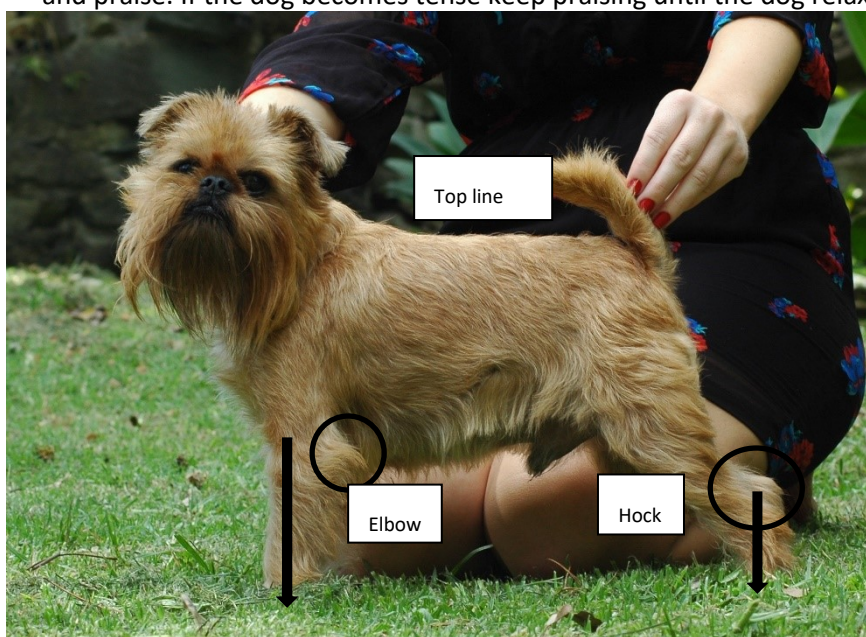 and praise. If the dog becomes tense keep praising until the dog relax
Top line
Elbow
Hock